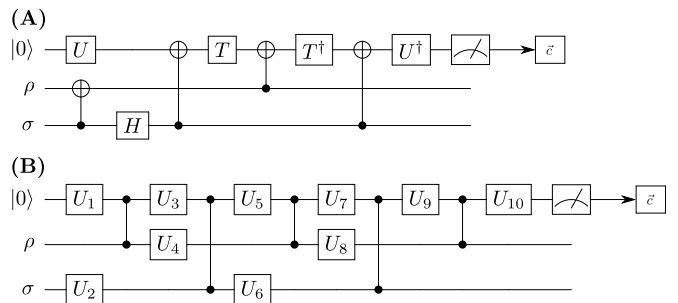 (A)
|0⟩ U T T† U† c⃗
ρ
σ H
(B)
|0⟩ U₁ U₃ U₅ U₇ U₉ U₁₀ c⃗
ρ U₄ U₈
σ U₂ U₆